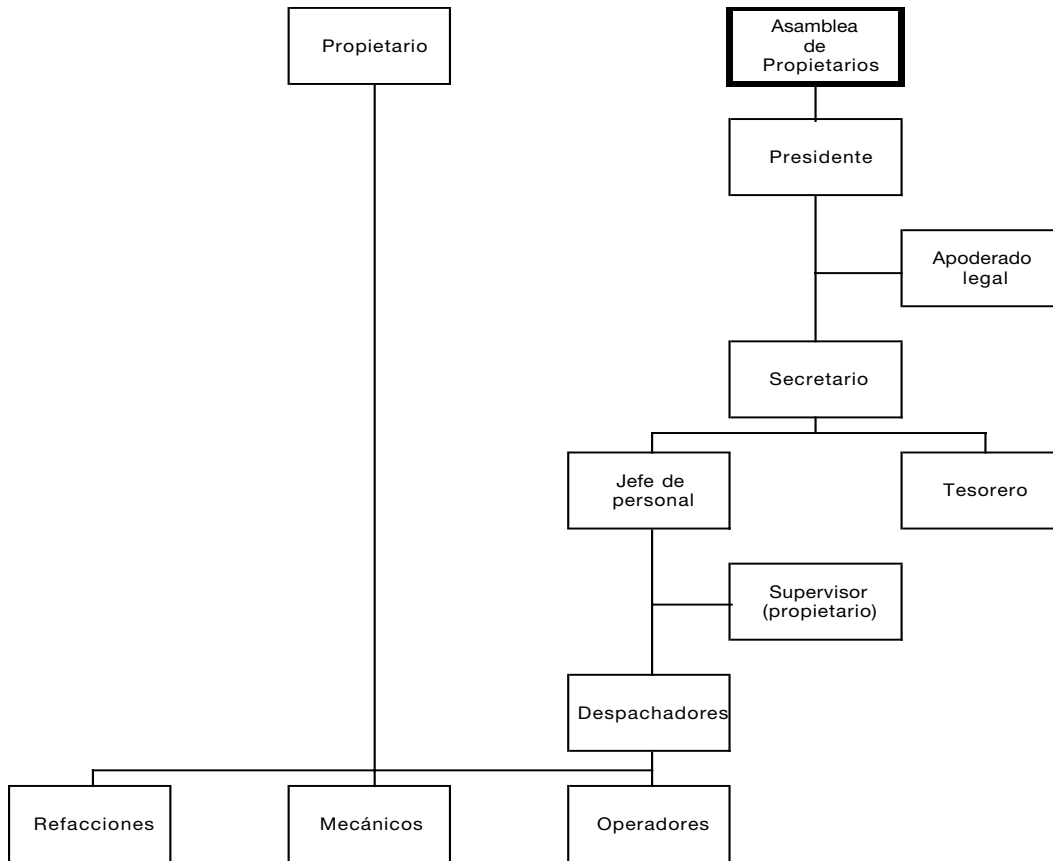 Propietario
Asamblea
de
Propietarios
Presidente
Apoderado
legal
Secretario
Jefe de
personal
Tesorero
Supervisor
(propietario)
Despachadores
Refacciones
Mecánicos
Operadores